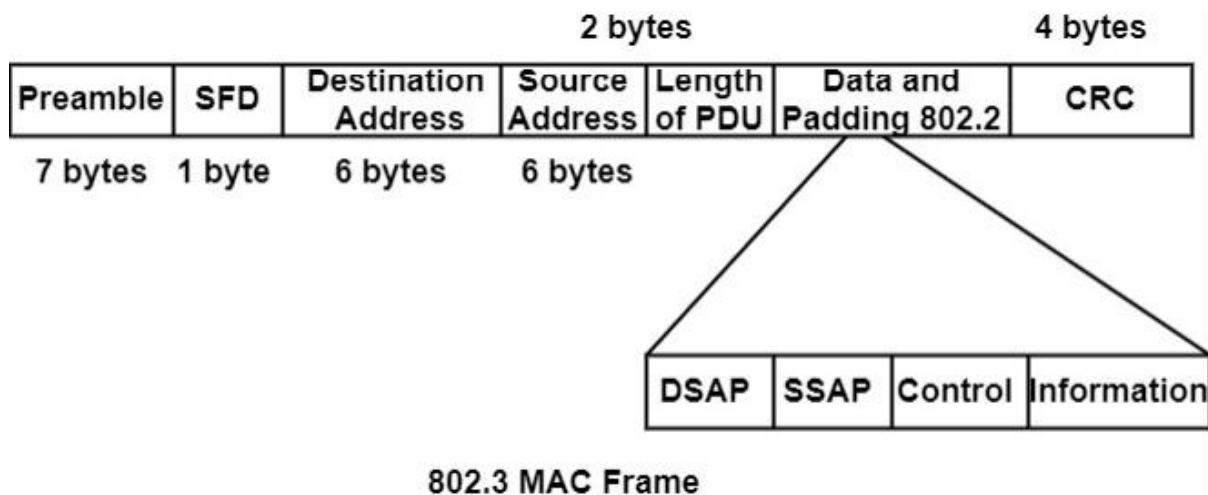 2 bytes 4 bytes
Preamble SFD Destination Address Source Address Length of PDU Data and Padding 802.2 CRC
7 bytes 1 byte 6 bytes 6 bytes
DSAP SSAP Control Information
802.3 MAC Frame